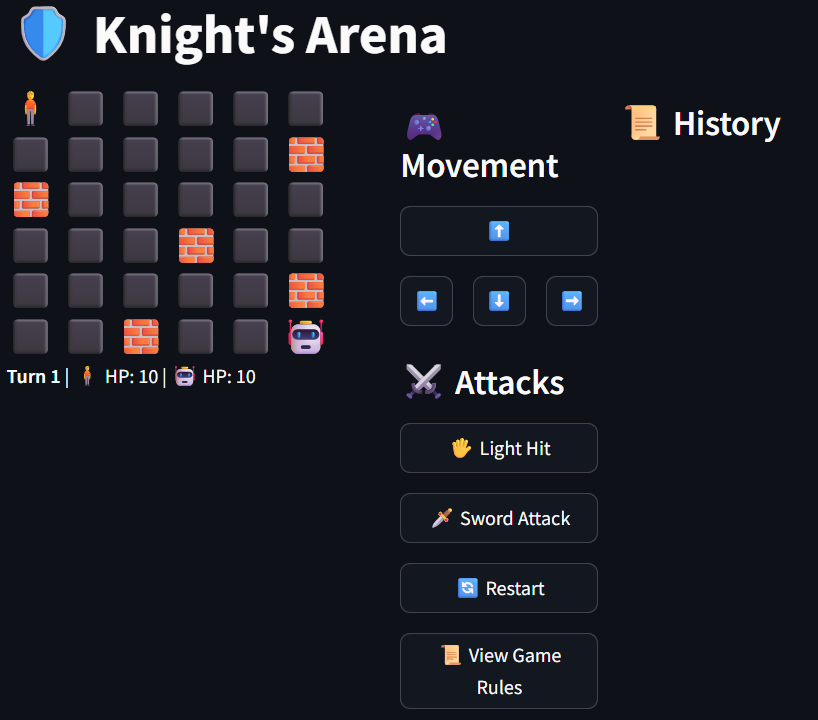 Knight's Arena
Turn 1 | HP: 10 | HP: 10
Movement
Attacks
Light Hit
Sword Attack
Restart
View Game
Rules
History